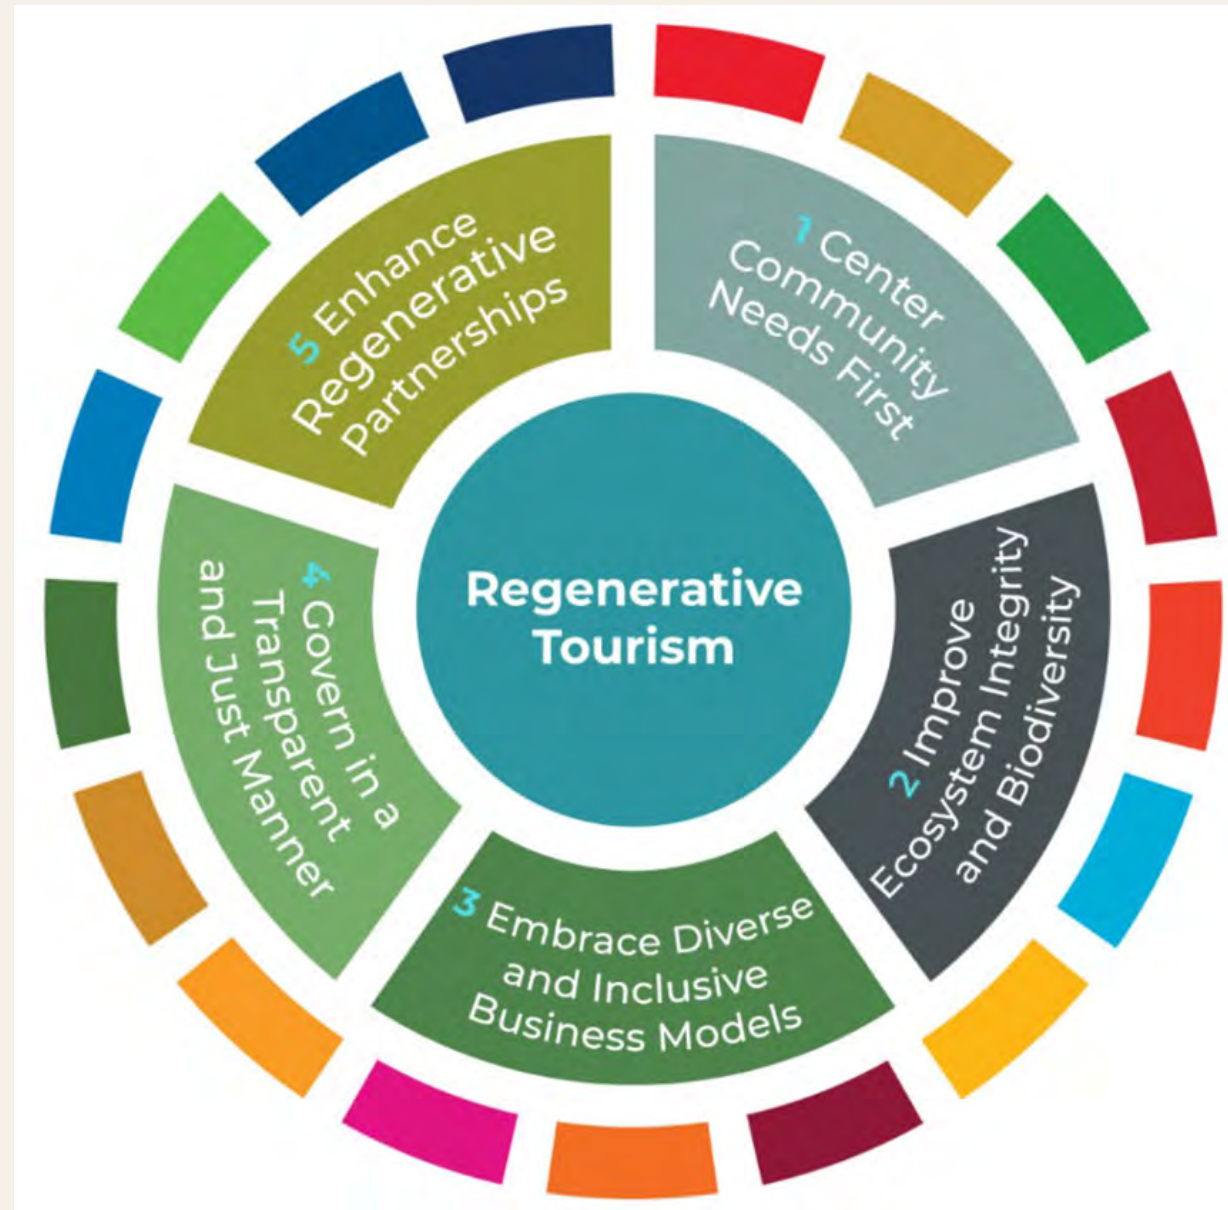 Regenerative
Tourism
1 Center
Community
Needs First
2 Improve
Ecosystem Integrity
and Biodiversity
3 Embrace Diverse
and Inclusive
Business Models
4 Govern in a
Transparent
and Just Manner
5 Enhance
Regenerative
Partnerships